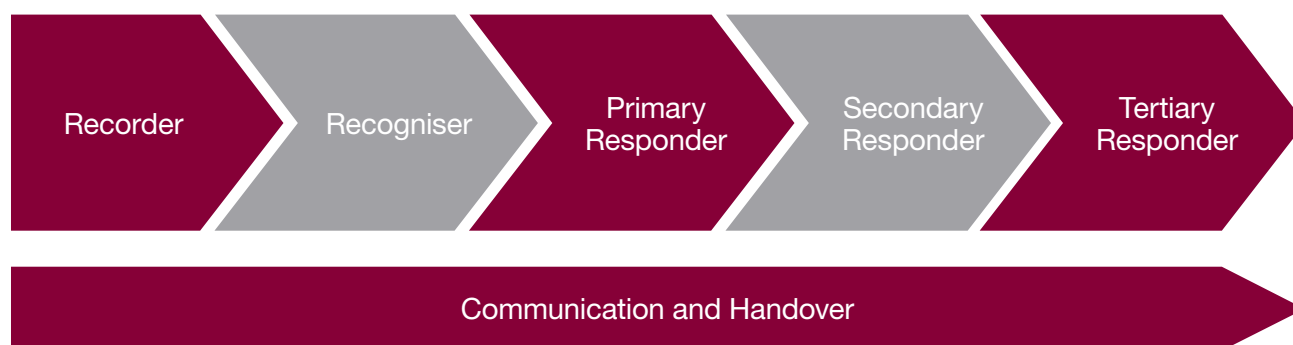 Recorder
Recogniser
Primary
Responder
Secondary
Responder
Tertiary
Responder
Communication and Handover